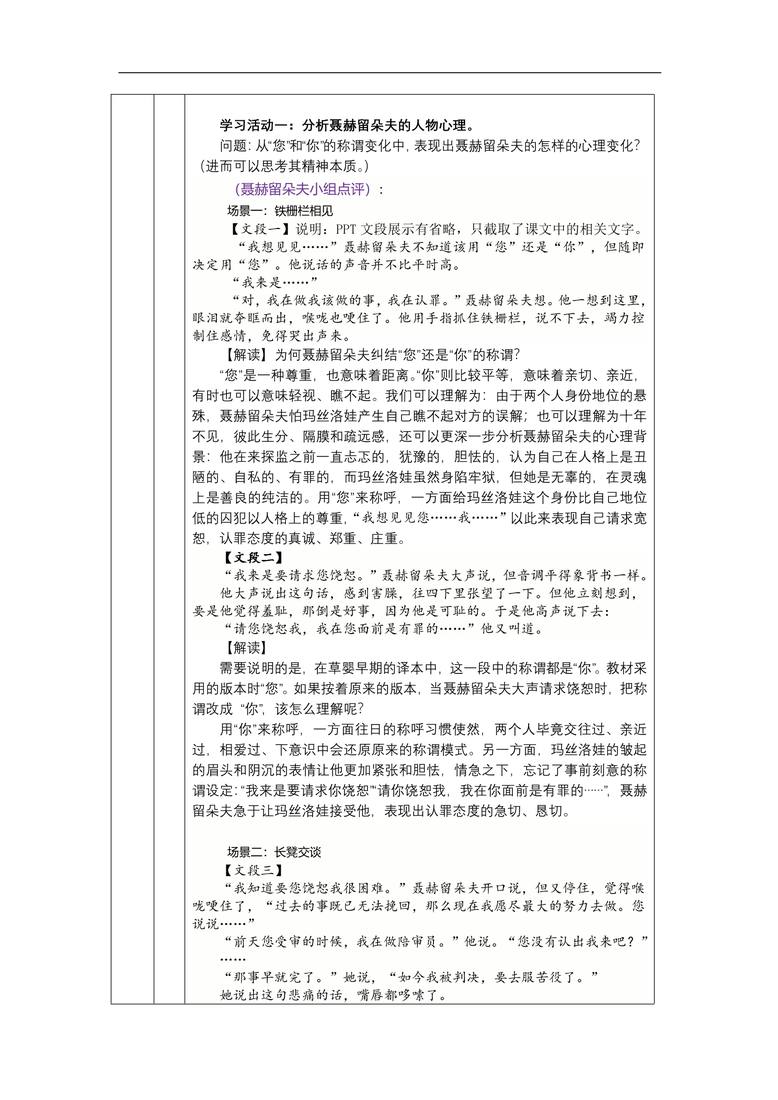 学习活动一：分析聂赫留朵夫的人物心理。
问题：从“您”和“你”的称谓变化中，表现出聂赫留朵夫的怎样的心理变化？
（进而可以思考其精神本质。）
（聂赫留朵夫小组点评）：
场景一：铁栅栏相见
【文段一】说明：PPT 文段展示有省略，只截取了课文中的相关文字。
“我想见见……”聂赫留朵夫不知道该用“您”还是“你”，但随即
决定用“您”。他说话的声音并不比平时高。
“我来是……”
“对，我在做我该做的事，我在认罪。”聂赫留朵夫想。他一想到这里，
眼泪就夺眶而出，喉咙也哽住了。他用手指抓住铁栅栏，说不下去，竭力控
制住感情，免得哭出声来。
【解读】为何聂赫留朵夫纠结“您”还是“你”的称谓？
“您”是一种尊重，也意味着距离。“你”则比较平等，意味着亲切、亲近，
有时也可以意味轻视、瞧不起。我们可以理解为：由于两个人身份地位的悬
殊，聂赫留朵夫怕玛丝洛娃产生自己瞧不起对方的误解；也可以理解为十年
不见，彼此生分、隔膜和疏远感，还可以更深一步分析聂赫留朵夫的心理背
景：他在来探监之前一直忐忑的，犹豫的，胆怯的，认为自己在人格上是丑
陋的、自私的、有罪的，而玛丝洛娃虽然身陷牢狱，但她是无辜的，在灵魂
上是善良的纯洁的。用“您”来称呼，一方面给玛丝洛娃这个身份比自己地位
低的囚犯以人格上的尊重，“我想见见您……我……”以此来表现自己请求宽
恕，认罪态度的真诚、郑重、庄重。
【文段二】
“我来是要请求您饶恕。”聂赫留朵夫大声说，但音调平得象背书一样。
他大声说出这句话，感到害臊，往四下里张望了一下。但他立刻想到，
要是他觉得羞耻，那倒是好事，因为他是可耻的。于是他高声说下去：
“请您饶恕我，我在您面前是有罪的……”他又叫道。
【解读】
需要说明的是，在草婴早期的译本中，这一段中的称谓都是“你”。教材采
用的版本时“您”。如果按着原来的版本，当聂赫留朵夫大声请求饶恕时，把称
谓改成 “你”，该怎么理解呢？
用“你”来称呼，一方面往日的称呼习惯使然，两个人毕竟交往过、亲近
过，相爱过、下意识中会还原原来的称谓模式。另一方面，玛丝洛娃的皱起
的眉头和阴沉的表情让他更加紧张和胆怯，情急之下，忘记了事前刻意的称
谓设定：“我来是要请求你饶恕”“请你饶恕我，我在你面前是有罪的……”，聂赫
留朵夫急于让玛丝洛娃接受他，表现出认罪态度的急切、恳切。
场景二：长凳交谈
【文段三】
“我知道要您饶恕我很困难。”聂赫留朵夫开口说，但又停住，觉得喉
咙哽住了，“过去的事既已无法挽回，那么现在我愿尽最大的努力去做。您
说说……”
“前天您受审的时候，我在做陪审员。”他说。“您没有认出我来吧？”
……
“那事早就完了。”她说，“如今我被判决，要去服苦役了。”
她说出这句悲痛的话，嘴唇都哆嗦了。